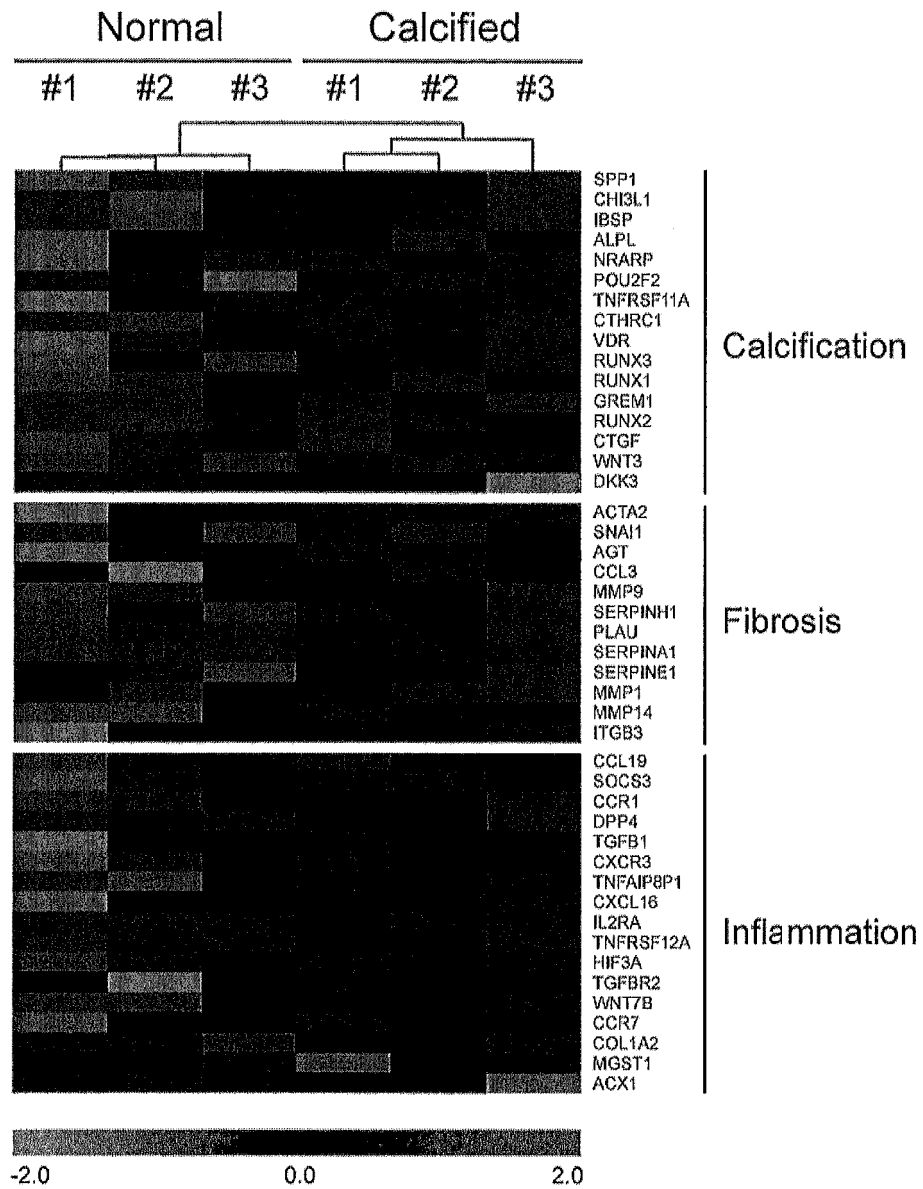 Normal Calcified
#1 #2 #3 #1 #2 #3
SPP1
CHI3L1
IBSP
ALPL
NRARP
POU2F2
TNFRSF11A
CTHRC1
VDR
RUNX3
RUNX1
GREM1
RUNX2
CTGF
WNT3
DKK3
Calcification
ACTA2
SNAI1
AGT
CCL3
MMP9
SERPINH1
PLAU
SERPINA1
SERPINE1
MMP1
MMP14
ITGB3
Fibrosis
CCL19
SOCS3
CCR1
DPP4
TGFB1
CXCR3
TNFAIP8P1
CXCL16
IL2RA
TNFRSF12A
HIF3A
TGFBR2
WNT7B
CCR7
COL1A2
MGST1
ACX1
Inflammation
-2.0 0.0 2.0